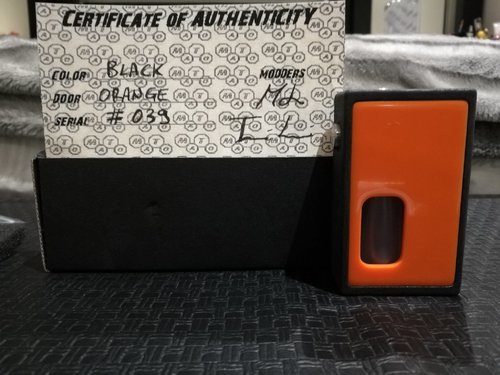 CERTIFICATE OF AUTHENTICITY
COLOR BLACK MODDERS
DOOR ORANGE ML
SERIAL #039